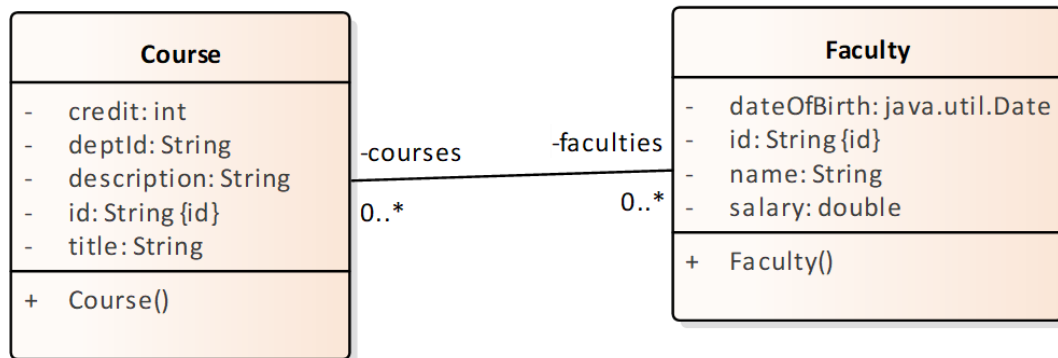 Course
- credit: int
- deptId: String
- description: String
- id: String {id}
- title: String
+ Course()
-courses
0..*
-faculties
0..*
Faculty
- dateOfBirth: java.util.Date
- id: String {id}
- name: String
- salary: double
+ Faculty()